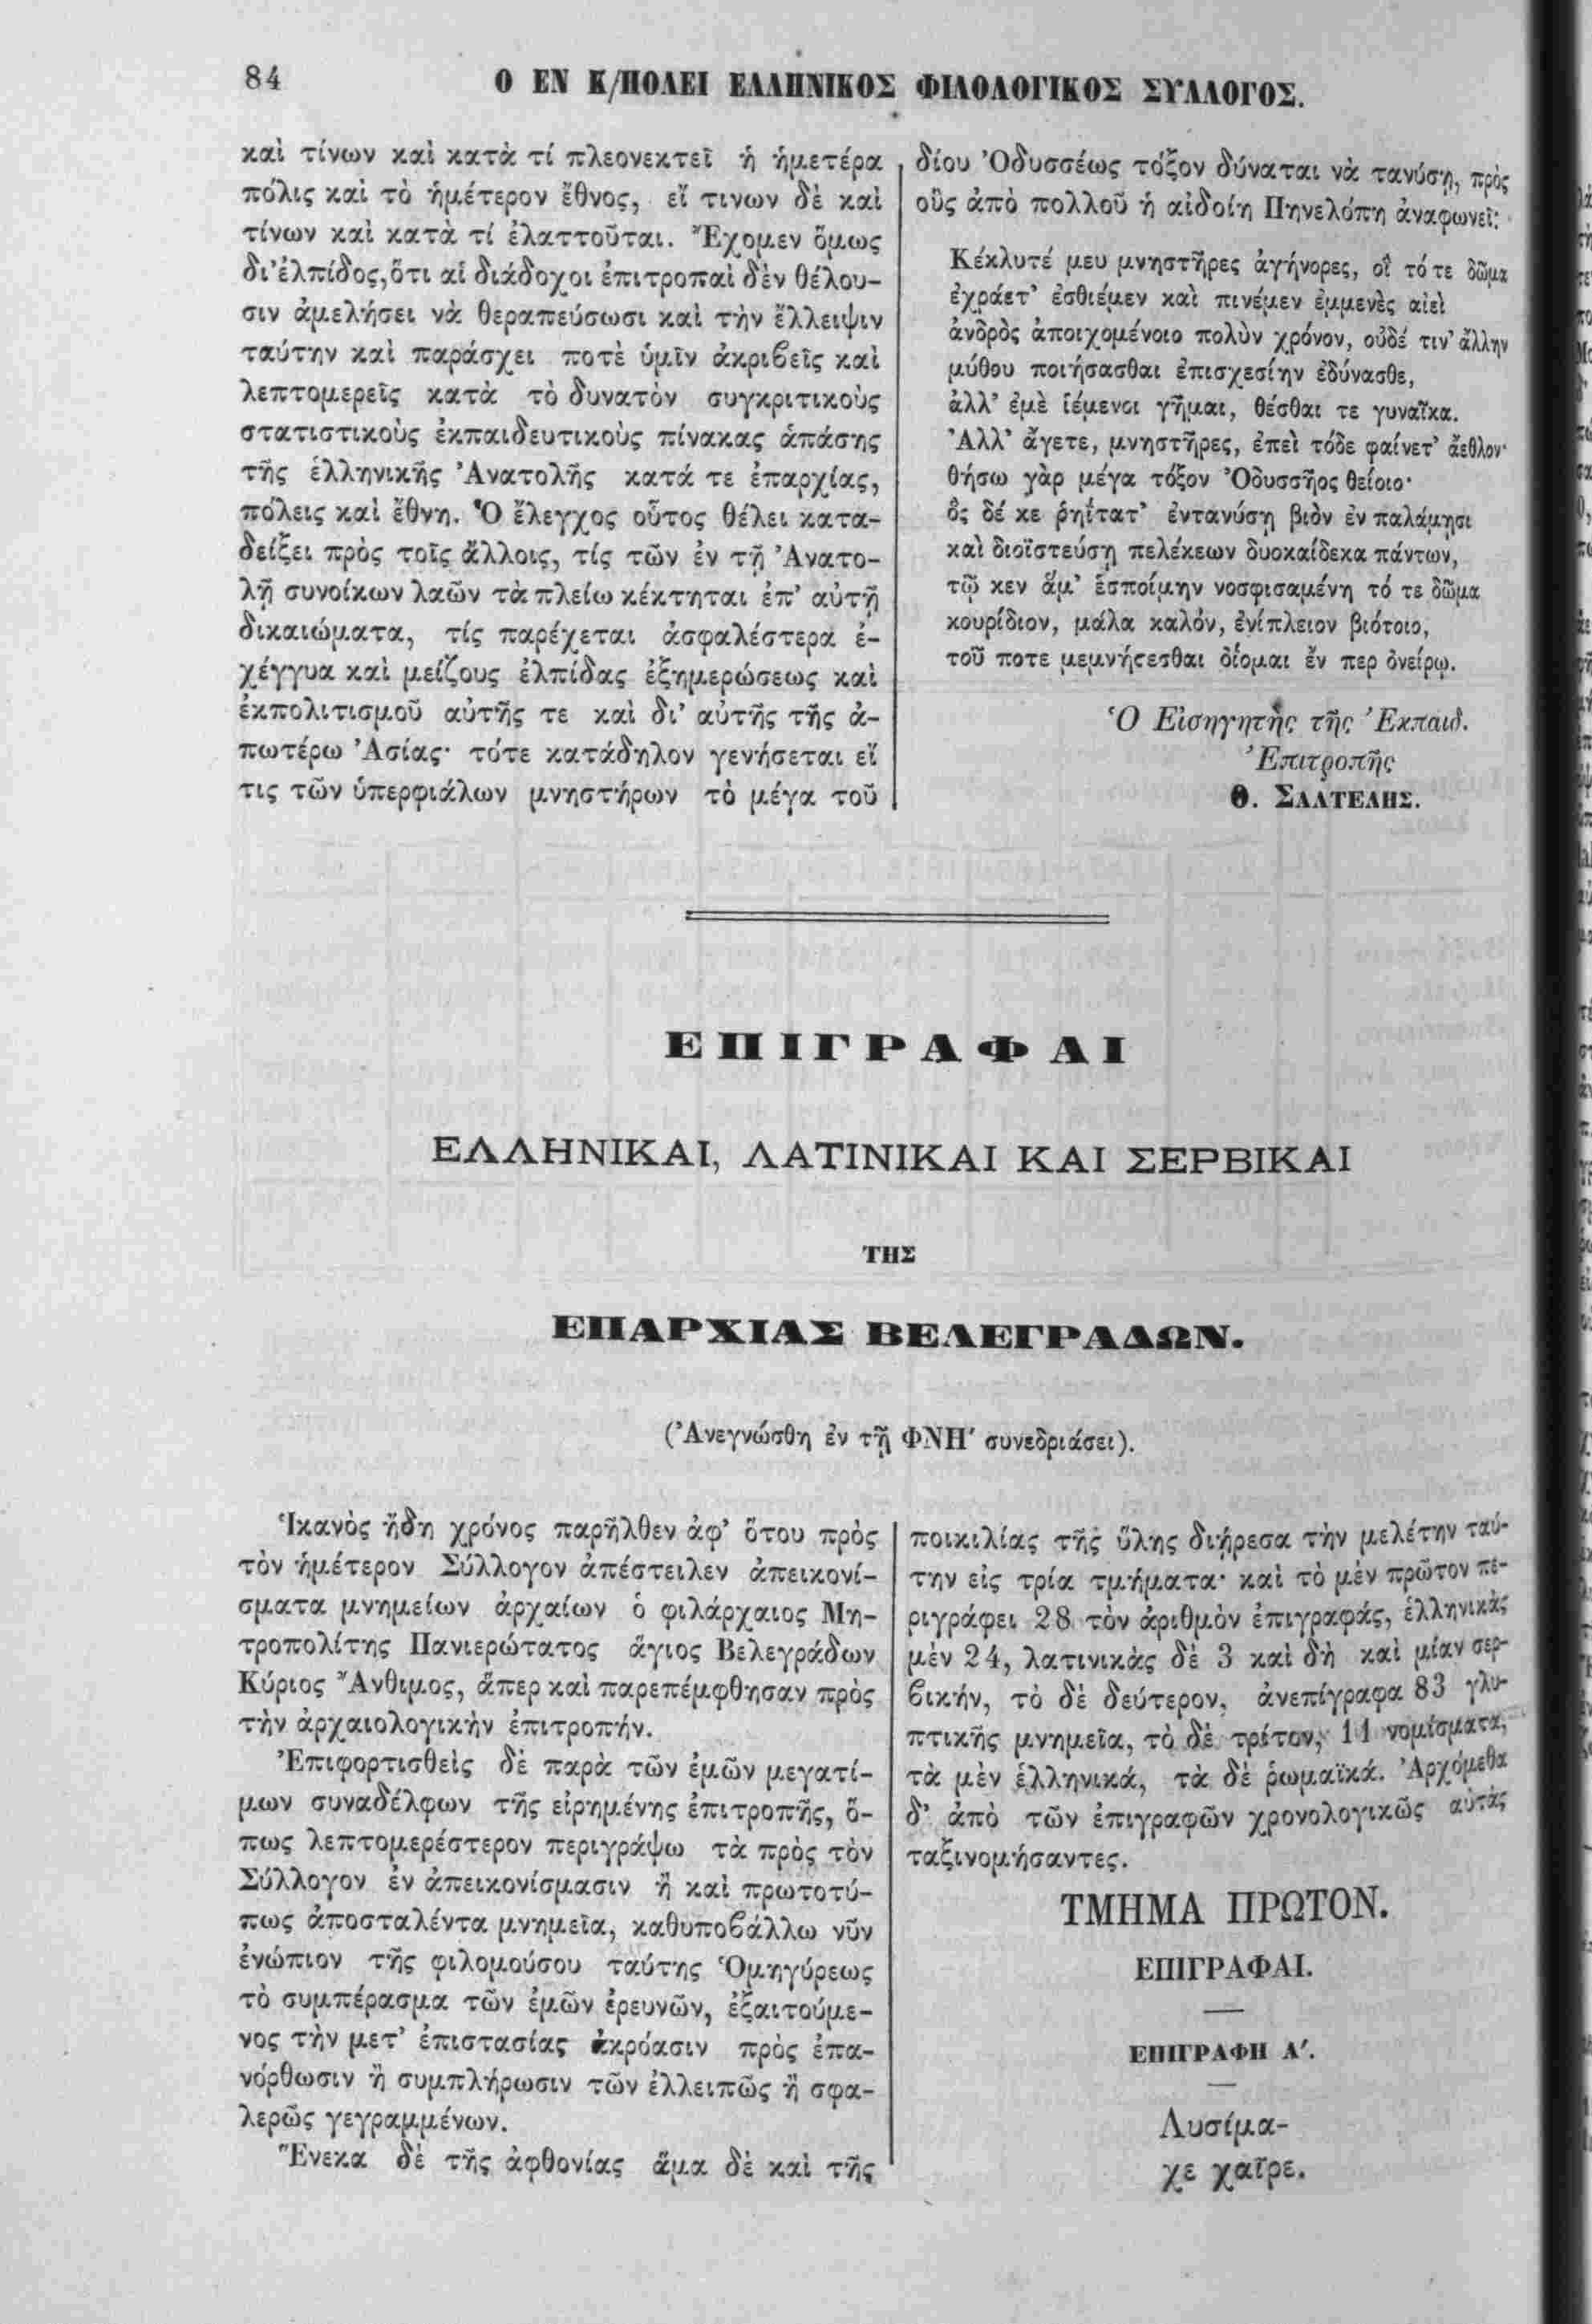 84
Ο ΕΝ Κ/ΠΟΛΕΙ ΕΛΛΗΝΙΚΟΣ ΦΙΛΟΛΟΓΙΚΟΣ ΣΥΛΛΟΓΟΣ.
καὶ τίνων καὶ κατὰ τί πλεονεκτεῖ ἡ ἡμετέρα
πόλις καὶ τὸ ἡμέτερον ἔθνος, εἴ τινων δὲ καὶ
τίνων καὶ κατὰ τί ἐλαττοῦται. Ἔχομεν ὅμως
δι'ἐλπίδος,ὅτι αἱ διάδοχοι ἐπιτροπαὶ δὲν θέλου-
σιν ἀμελήσει νὰ θεραπεύσωσι καὶ τὴν ἔλλειψιν
ταύτην καὶ παράσχει ποτὲ ὑμῖν ἀκριβεῖς καὶ
λεπτομερεῖς κατὰ τὸ δυνατὸν συγκριτικοὺς
στατιστικοὺς ἐκπαιδευτικοὺς πίνακας ἁπάσης
τῆς ἑλληνικῆς Ἀνατολῆς κατά τε ἐπαρχίας,
πόλεις καὶ ἔθνη. Ὁ ἔλεγχος οὗτος θέλει κατα-
δείξει πρὸς τοῖς ἄλλοις, τίς τῶν ἐν τῇ Ἀνατο-
λῇ συνοίκων λαῶν τὰ πλείω κέκτηται ἐπ' αὐτῇ
δικαιώματα, τίς παρέχεται ἀσφαλέστερα ἐ-
χέγγυα καὶ μείζους ἐλπίδας ἐξημερώσεως καὶ
ἐκπολιτισμοῦ αὐτῆς τε καὶ δι' αὐτῆς τῆς ἀ-
πωτέρω Ἀσίας· τότε κατάδηλον γενήσεται εἴ
τις τῶν ὑπερφιάλων μνηστήρων τὸ μέγα τοῦ
δίου Ὀδυσσέως τόξον δύναται νὰ τανύσῃ, πρὸς
οὓς ἀπὸ πολλοῦ ἡ αἰδοίη Πηνελόπη ἀναφωνεῖ:
Κέκλυτέ μευ μνηστῆρες ἀγήνορες, οἳ τό τε δῶμα
ἐχράετ' ἐσθιέμεν καὶ πινέμεν ἐμμενὲς αἰεὶ
ἀνδρὸς ἀποιχομένοιο πολὺν χρόνον, οὐδέ τιν' ἄλλην
μύθου ποιήσασθαι ἐπισχεσίην ἐδύνασθε,
ἀλλ' ἐμὲ ἱέμενοι γῆμαι, θέσθαι τε γυναῖκα.
Ἀλλ' ἄγετε, μνηστῆρες, ἐπεὶ τόδε φαίνετ' ἄεθλον·
θήσω γὰρ μέγα τόξον Ὀδυσσῆος θείοιο·
ὃς δέ κε ῥηΐτατ' ἐντανύσῃ βιὸν ἐν παλάμῃσι
καὶ διοϊστεύσῃ πελέκεων δυοκαίδεκα πάντων,
τῷ κεν ἅμ' ἑσποίμην νοσφισαμένη τό τε δῶμα
κουρίδιον, μάλα καλόν, ἐνίπλειον βιότοιο,
τοῦ ποτε μεμνήσεσθαι ὀΐομαι ἔν περ ὀνείρῳ.
Ὁ Εἰσηγητὴς τῆς Ἐκπαιδ.
Ἐπιτροπῆς
Θ. ΣΑΛΤΕΛΗΣ.
ΕΠΙΓΡΑΦΑΙ
ΕΛΛΗΝΙΚΑΙ, ΛΑΤΙΝΙΚΑΙ ΚΑΙ ΣΕΡΒΙΚΑΙ
ΤΗΣ
ΕΠΑΡΧΙΑΣ ΒΕΛΕΓΡΑΔΩΝ.
(Ἀνεγνώσθη ἐν τῇ ΦΝΗ' συνεδριάσει).
Ἱκανὸς ἤδη χρόνος παρῆλθεν ἀφ' ὅτου πρὸς
τὸν ἡμέτερον Σύλλογον ἀπέστειλεν ἀπεικονί-
σματα μνημείων ἀρχαίων ὁ φιλάρχαιος Μη-
τροπολίτης Πανιερώτατος ἅγιος Βελεγράδων
Κύριος Ἄνθιμος, ἅπερ καὶ παρεπέμφθησαν πρὸς
τὴν ἀρχαιολογικὴν ἐπιτροπήν.
Ἐπιφορτισθεὶς δὲ παρὰ τῶν ἐμῶν μεγατί-
μων συναδέλφων τῆς εἰρημένης ἐπιτροπῆς, ὅ-
πως λεπτομερέστερον περιγράψω τὰ πρὸς τὸν
Σύλλογον ἐν ἀπεικονίσμασιν ἢ καὶ πρωτοτύ-
πως ἀποσταλέντα μνημεῖα, καθυποβάλλω νῦν
ἐνώπιον τῆς φιλομούσου ταύτης Ὁμηγύρεως
τὸ συμπέρασμα τῶν ἐμῶν ἐρευνῶν, ἐξαιτούμε-
νος τὴν μετ' ἐπιστασίας ἀκρόασιν πρὸς ἐπα-
νόρθωσιν ἢ συμπλήρωσιν τῶν ἐλλειπῶς ἢ σφα-
λερῶς γεγραμμένων.
Ἕνεκα δὲ τῆς ἀφθονίας ἅμα δὲ καὶ τῆς
ποικιλίας τῆς ὕλης διῄρεσα τὴν μελέτην ταύ-
την εἰς τρία τμήματα· καὶ τὸ μὲν πρῶτον πε-
ριγράφει 28 τὸν ἀριθμὸν ἐπιγραφάς, ἑλληνικὰς
μὲν 24, λατινικὰς δὲ 3 καὶ δὴ καὶ μίαν σερ-
βικήν, τὸ δὲ δεύτερον, ἀνεπίγραφα 83 γλυ-
πτικῆς μνημεῖα, τὸ δὲ τρίτον, 11 νομίσματα,
τὰ μὲν ἑλληνικά, τὰ δὲ ῥωμαϊκά. Ἀρχόμεθα
δ' ἀπὸ τῶν ἐπιγραφῶν χρονολογικῶς αὐτὰς
ταξινομήσαντες.
ΤΜΗΜΑ ΠΡΩΤΟΝ.
ΕΠΙΓΡΑΦΑΙ.
ΕΠΙΓΡΑΦΗ Α'.
Λυσίμα-
χε χαῖρε.